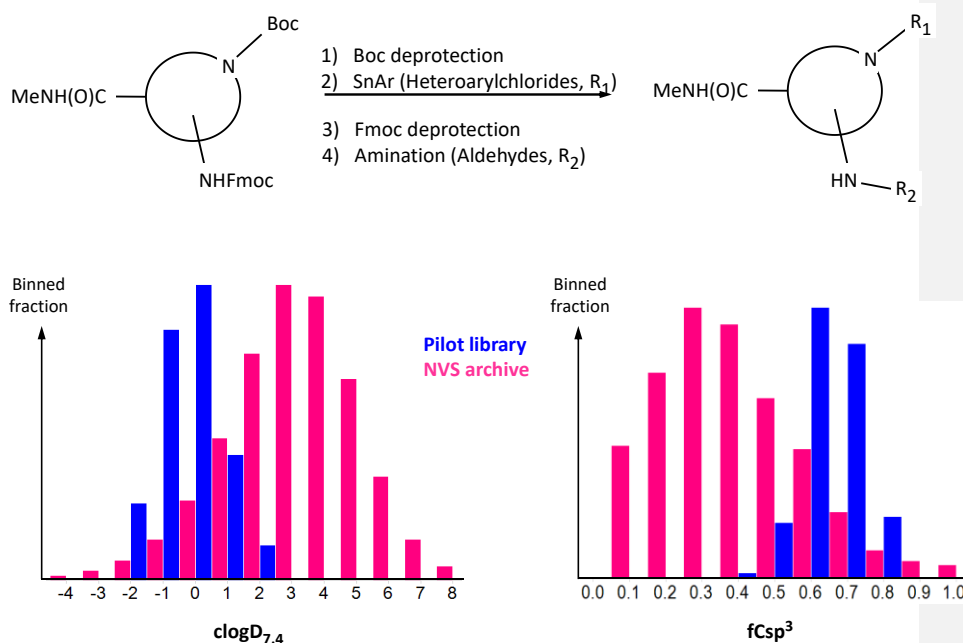 Boc
N
MeNH(O)C
NHFmoc
1) Boc deprotection
2) SnAr (Heteroarylchlorides, R₁)
3) Fmoc deprotection
4) Amination (Aldehydes, R₂)
R₁
N
MeNH(O)C
HN
R₂
Binned
fraction
-4 -3 -2 -1 0 1 2 3 4 5 6 7 8
clogD₇.₄
Pilot library
NVS archive
Binned
fraction
0.0 0.1 0.2 0.3 0.4 0.5 0.6 0.7 0.8 0.9 1.0
fCsp³